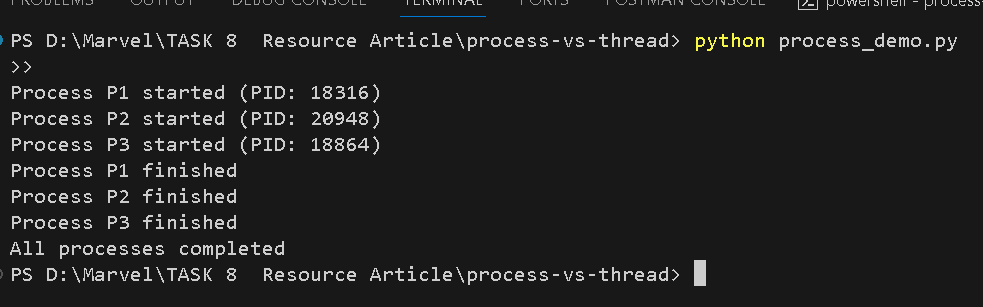 PROBLEMS OUTPUT DEBUG CONSOLE TERMINAL PORTS POSTMAN CONSOLE powershell - process-
PS D:\Marvel\TASK 8  Resource Article\process-vs-thread> python process_demo.py
>>
Process P1 started (PID: 18316)
Process P2 started (PID: 20948)
Process P3 started (PID: 18864)
Process P1 finished
Process P2 finished
Process P3 finished
All processes completed
PS D:\Marvel\TASK 8  Resource Article\process-vs-thread>